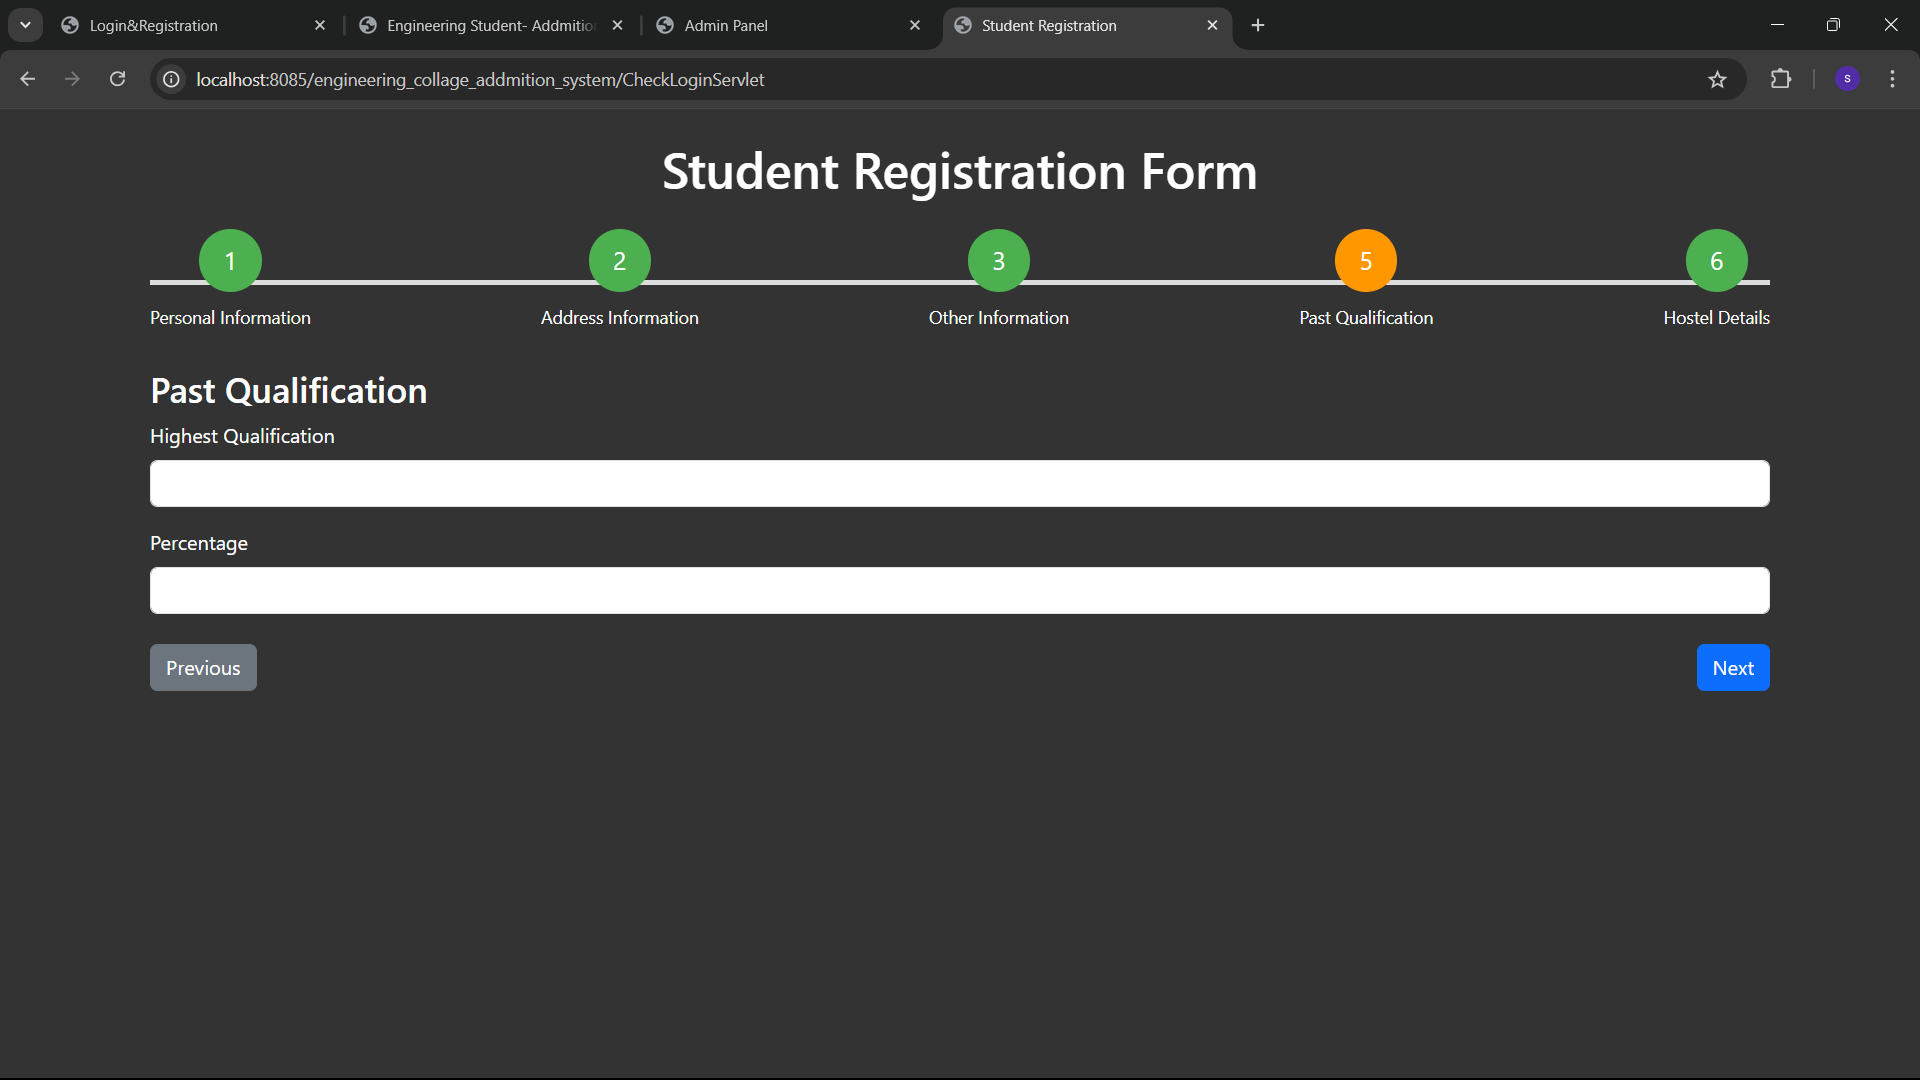 Login&Registration
Engineering Student- Addmitio
Admin Panel
Student Registration
localhost:8085/engineering_collage_addmition_system/CheckLoginServlet
S
Student Registration Form
1 2 3 5 6
Personal Information Address Information Other Information Past Qualification Hostel Details
Past Qualification
Highest Qualification
Percentage
Previous Next